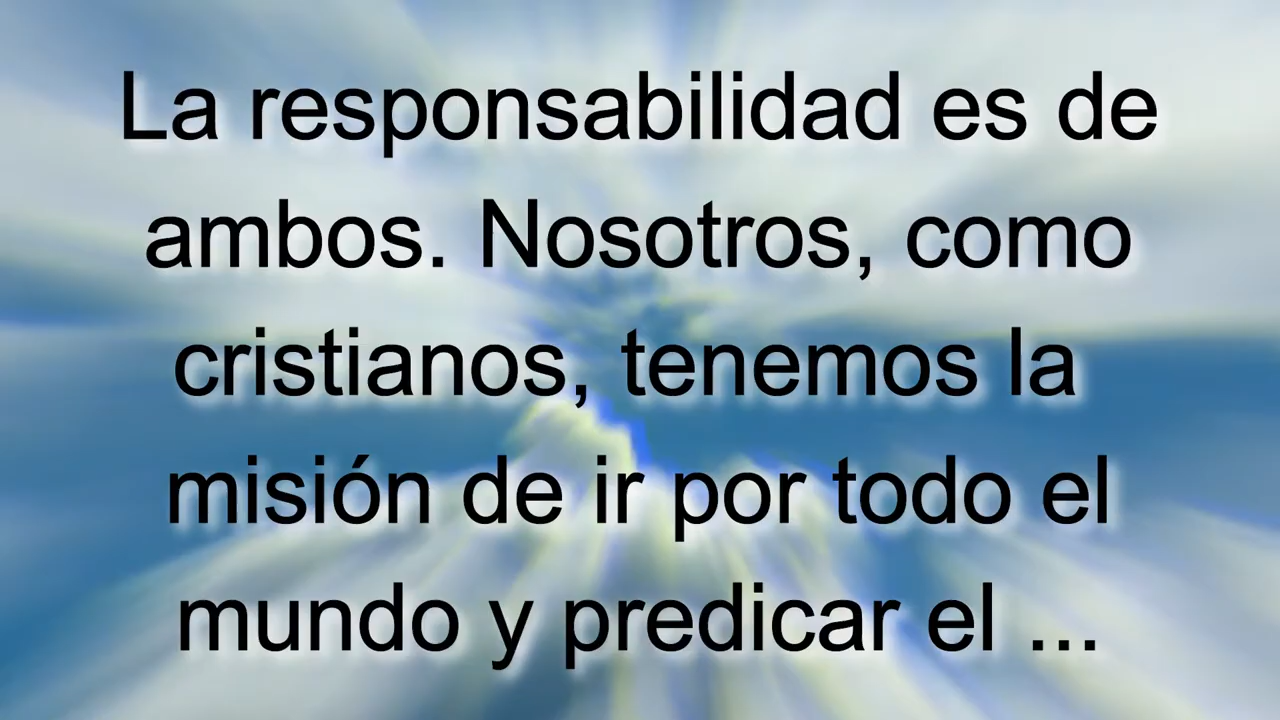 La responsabilidad es de
ambos. Nosotros, como
cristianos, tenemos la
misión de ir por todo el
mundo y predicar el ...